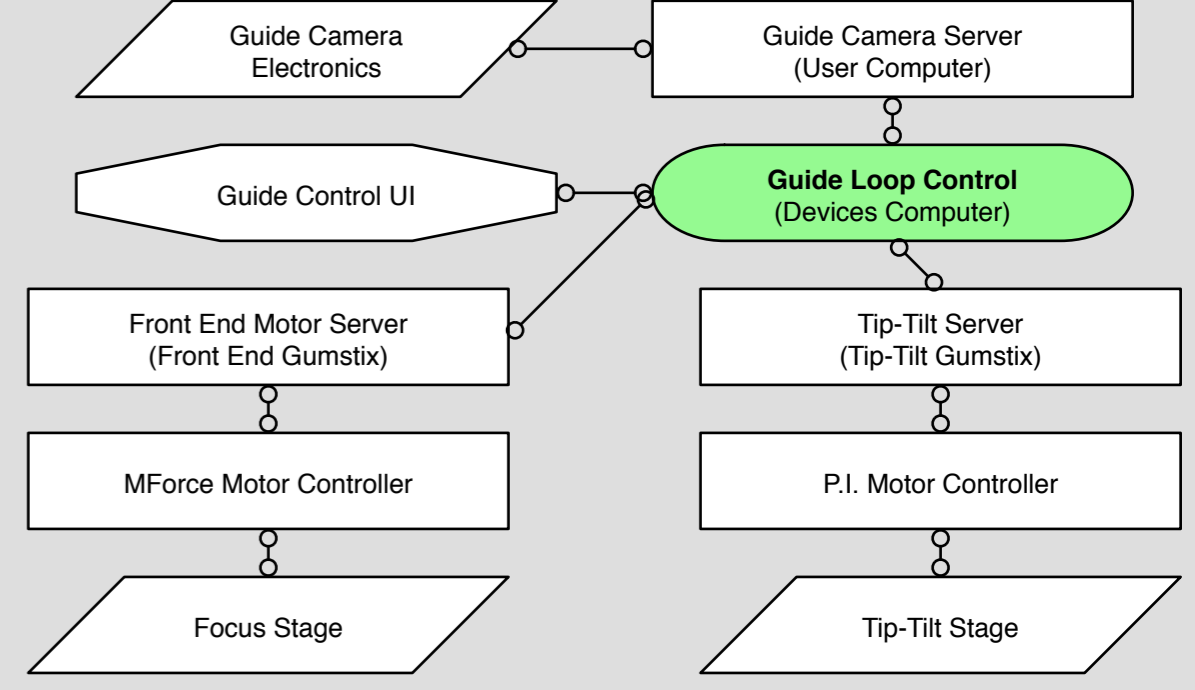 Guide Camera
Electronics
Guide Camera Server
(User Computer)
Guide Control UI
Guide Loop Control
(Devices Computer)
Front End Motor Server
(Front End Gumstix)
Tip-Tilt Server
(Tip-Tilt Gumstix)
MForce Motor Controller
P.I. Motor Controller
Focus Stage
Tip-Tilt Stage